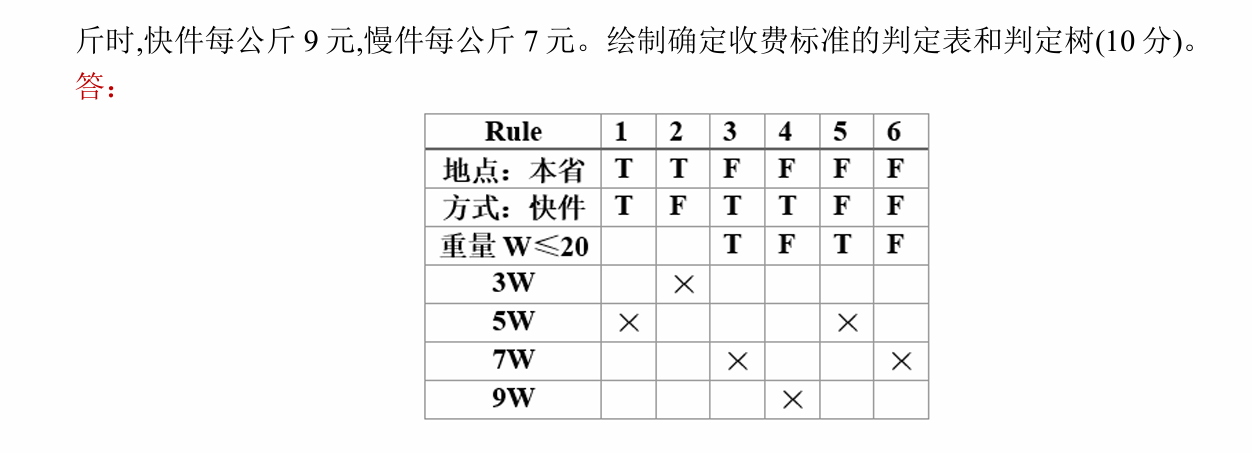 斤时,快件每公斤 9 元,慢件每公斤 7 元。绘制确定收费标准的判定表和判定树(10 分)。
答：
Rule 1 2 3 4 5 6
地点：本省 T T F F F F
方式：快件 T F T T F F
重量 W≤20 T F T F
3W ×
5W × ×
7W × ×
9W ×